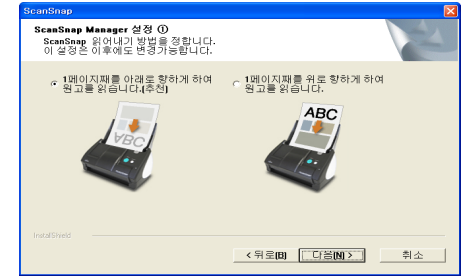 ScanSnap
ScanSnap Manager 설정 ①
ScanSnap 읽어내기 방법을 정합니다.
이 설정은 이후에도 변경가능합니다.
1페이지째를 아래로 향하게 하여
원고를 읽습니다.(추천)
1페이지째를 위로 향하게 하여
원고를 읽습니다.
ABC
ABC
InstallShield
< 뒤로(B)
다음(N) >
취소